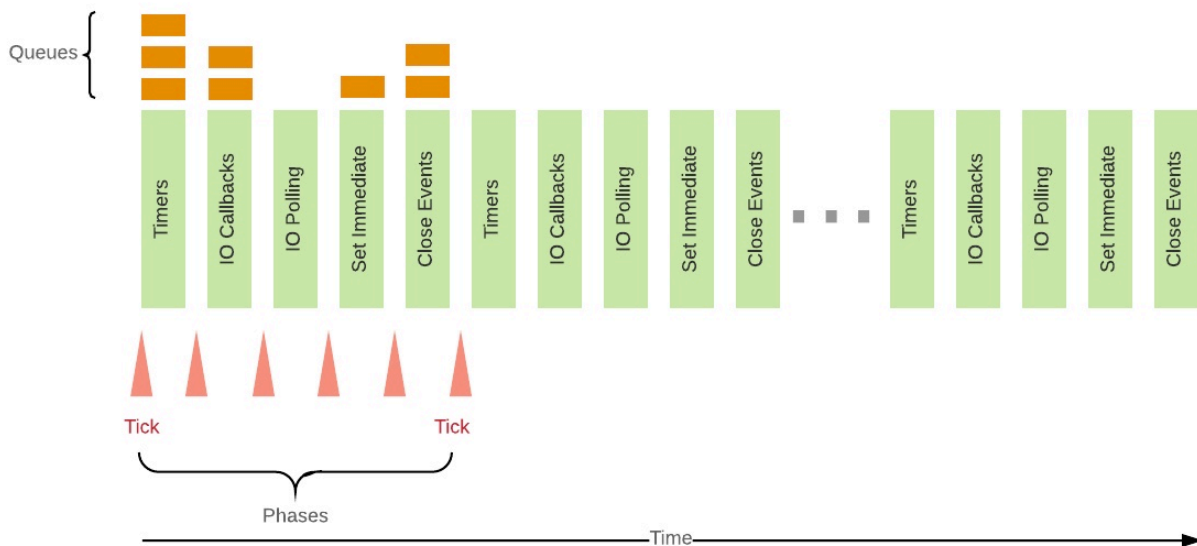 Queues
Timers
IO Callbacks
IO Polling
Set Immediate
Close Events
Timers
IO Callbacks
IO Polling
Set Immediate
Close Events
Timers
IO Callbacks
IO Polling
Set Immediate
Close Events
Tick
Tick
Phases
Time